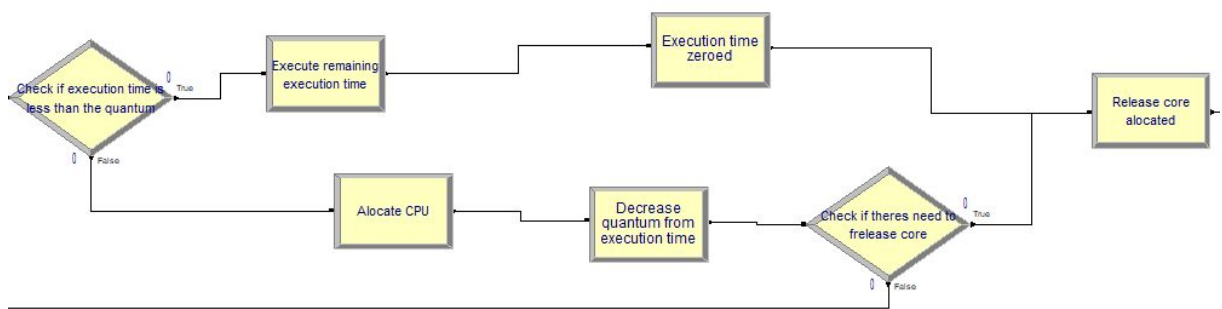 Check if execution time is
less than the quantum
0
True
0
False
Execute remaining
execution time
Execution time
zeroed
Release core
alocated
Alocate CPU
Decrease
quantum from
execution time
Check if theres need to
frelease core
0
True
0
False